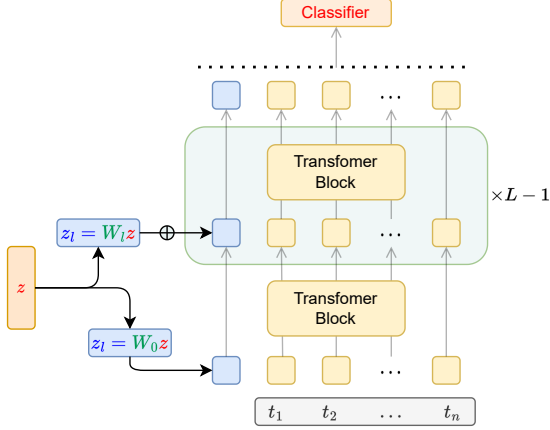 Classifier
...
Transfomer
Block
×L − 1
z_l = W_l z
⊕
...
z
Transfomer
Block
z_l = W_0 z
...
t_1 t_2 ... t_n